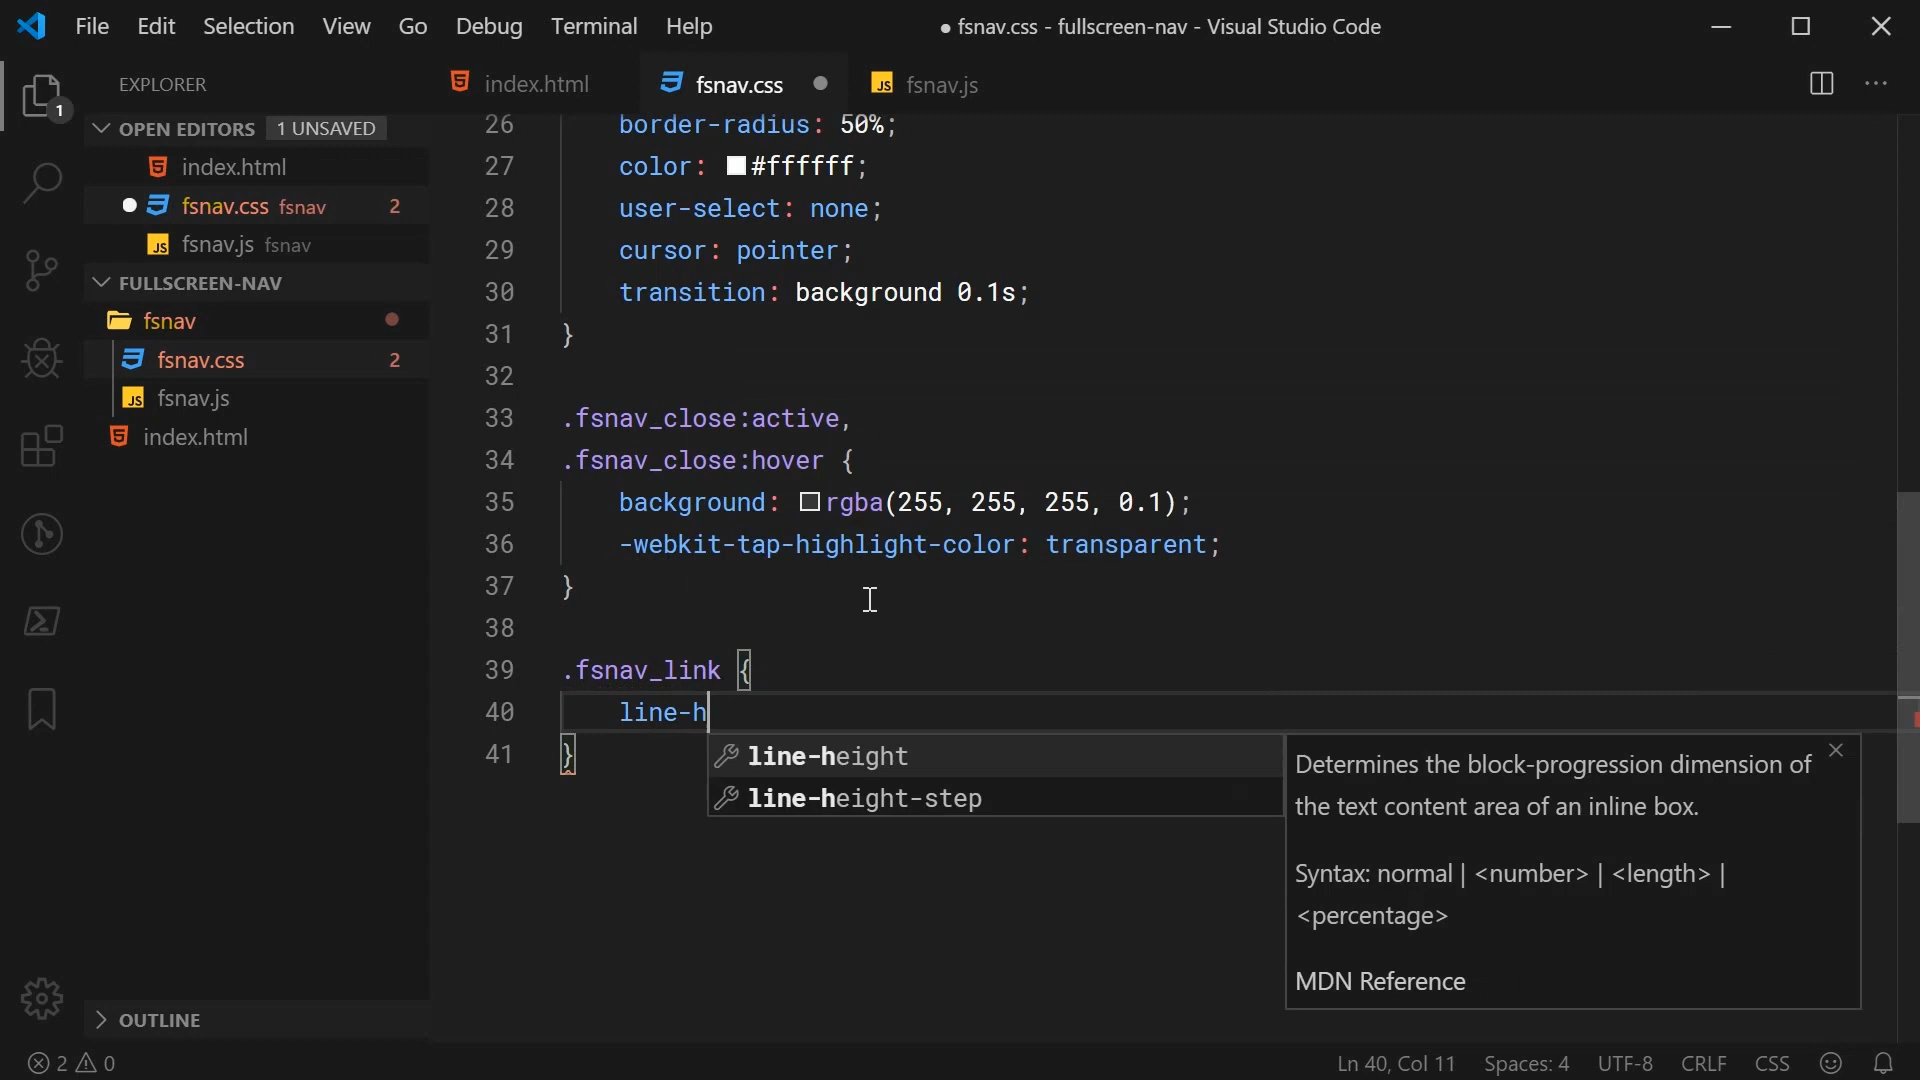 File Edit Selection View Go Debug Terminal Help ● fsnav.css - fullscreen-nav - Visual Studio Code
EXPLORER
1
OPEN EDITORS 1 UNSAVED
index.html
fsnav.css fsnav 2
fsnav.js fsnav
FULLSCREEN-NAV
fsnav
fsnav.css 2
fsnav.js
index.html
OUTLINE
index.html fsnav.css fsnav.js
26 border-radius: 50%;
27 color: #ffffff;
28 user-select: none;
29 cursor: pointer;
30 transition: background 0.1s;
31 }
32
33 .fsnav_close:active,
34 .fsnav_close:hover {
35 background: rgba(255, 255, 255, 0.1);
36 -webkit-tap-highlight-color: transparent;
37 }
38
39 .fsnav_link {
40 line-h
41 }
line-height
line-height-step
Determines the block-progression dimension of
the text content area of an inline box.
Syntax: normal | <number> | <length> |
<percentage>
MDN Reference
2 0 Ln 40, Col 11 Spaces: 4 UTF-8 CRLF CSS